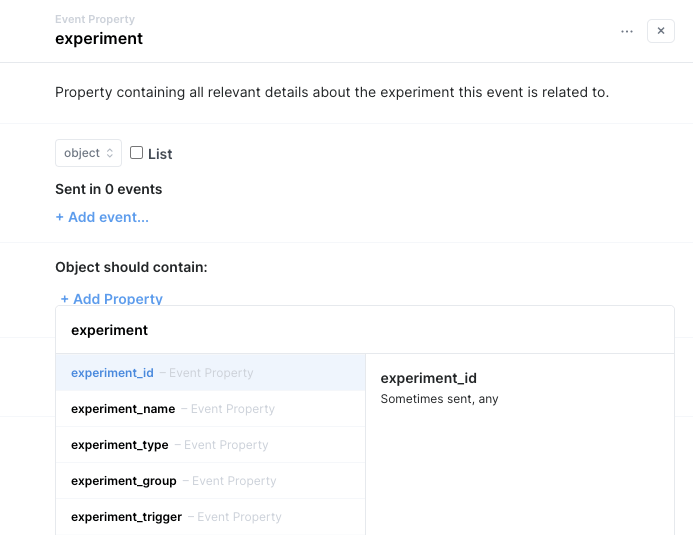 Event Property
experiment
Property containing all relevant details about the experiment this event is related to.
object List
Sent in 0 events
+ Add event...
Object should contain:
+ Add Property
experiment
experiment_id – Event Property
experiment_id
Sometimes sent, any
experiment_name – Event Property
experiment_type – Event Property
experiment_group – Event Property
experiment_trigger – Event Property